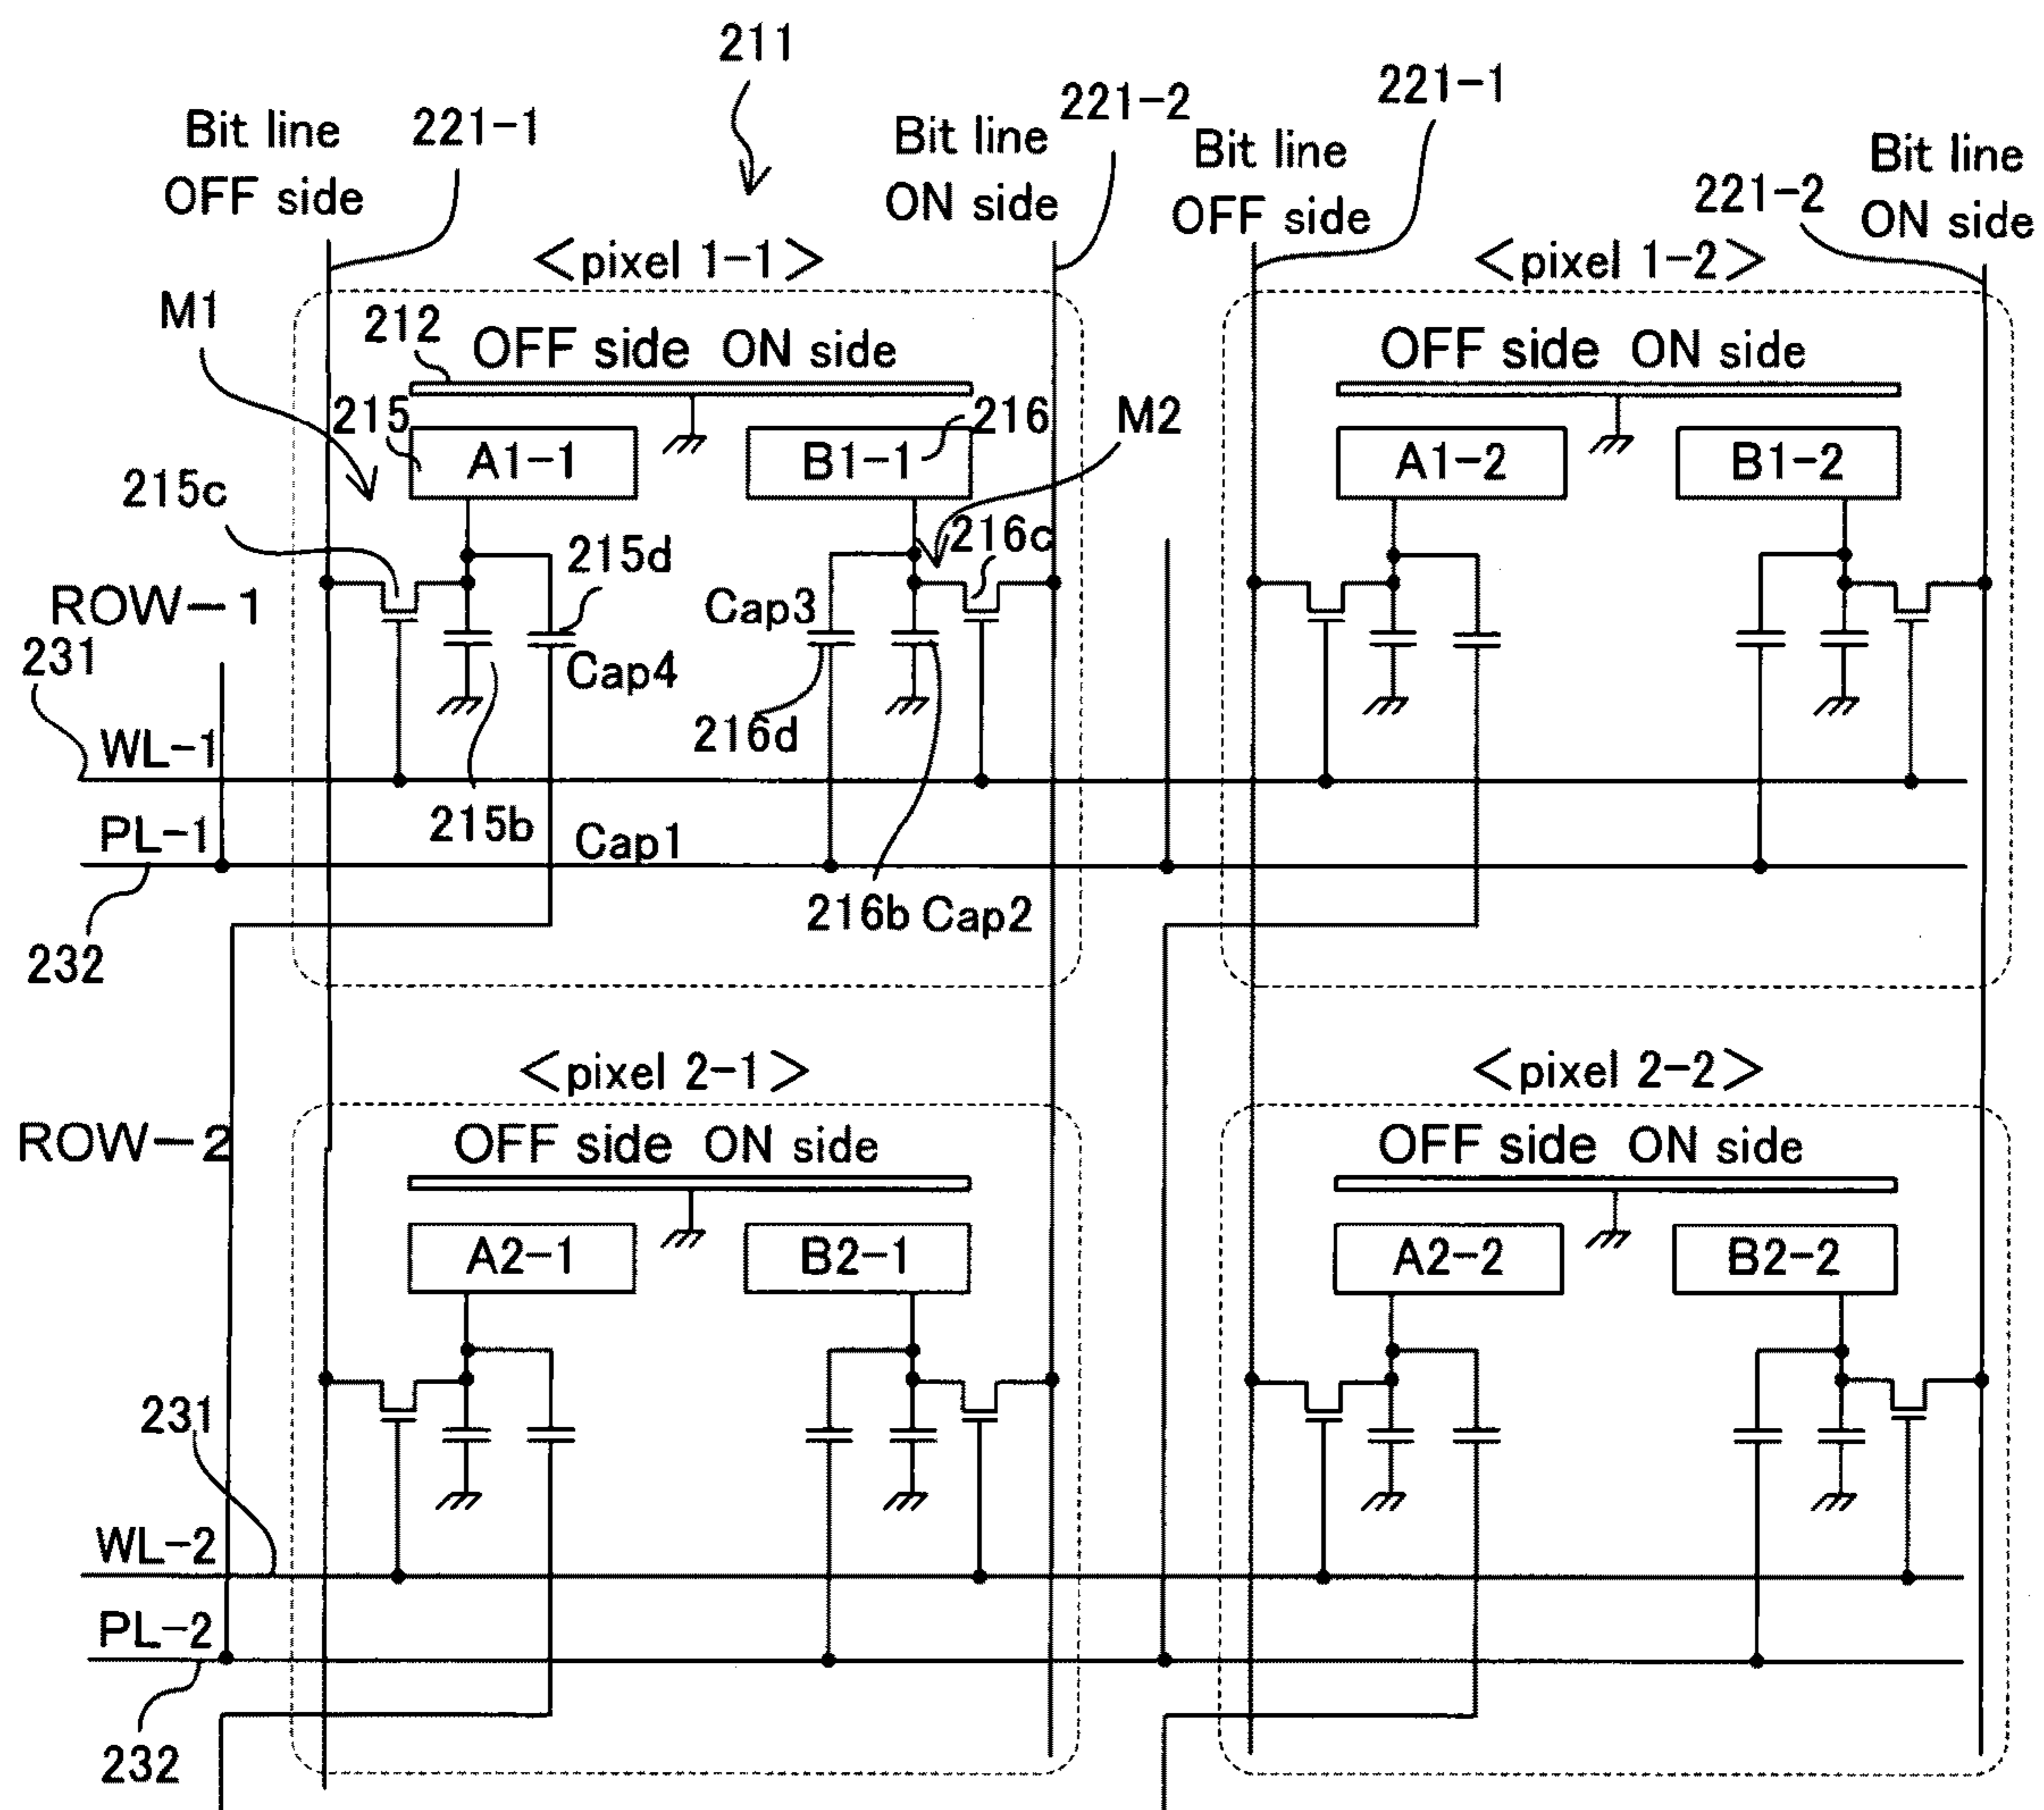 211
Bit line
OFF side
221-1
Bit line
ON side
221-2
Bit line
OFF side
221-1
221-2
Bit line
ON side
<pixel 1-1>
<pixel 1-2>
M1
212
OFF side ON side
OFF side ON side
215
A1-1
B1-1
216
M2
A1-2
B1-2
215c
215d
216c
ROW-1
Cap3
Cap4
231
216d
WL-1
215b
PL-1
Cap1
216b Cap2
232
<pixel 2-1>
<pixel 2-2>
ROW-2
OFF side ON side
OFF side ON side
A2-1
B2-1
A2-2
B2-2
231
WL-2
PL-2
232